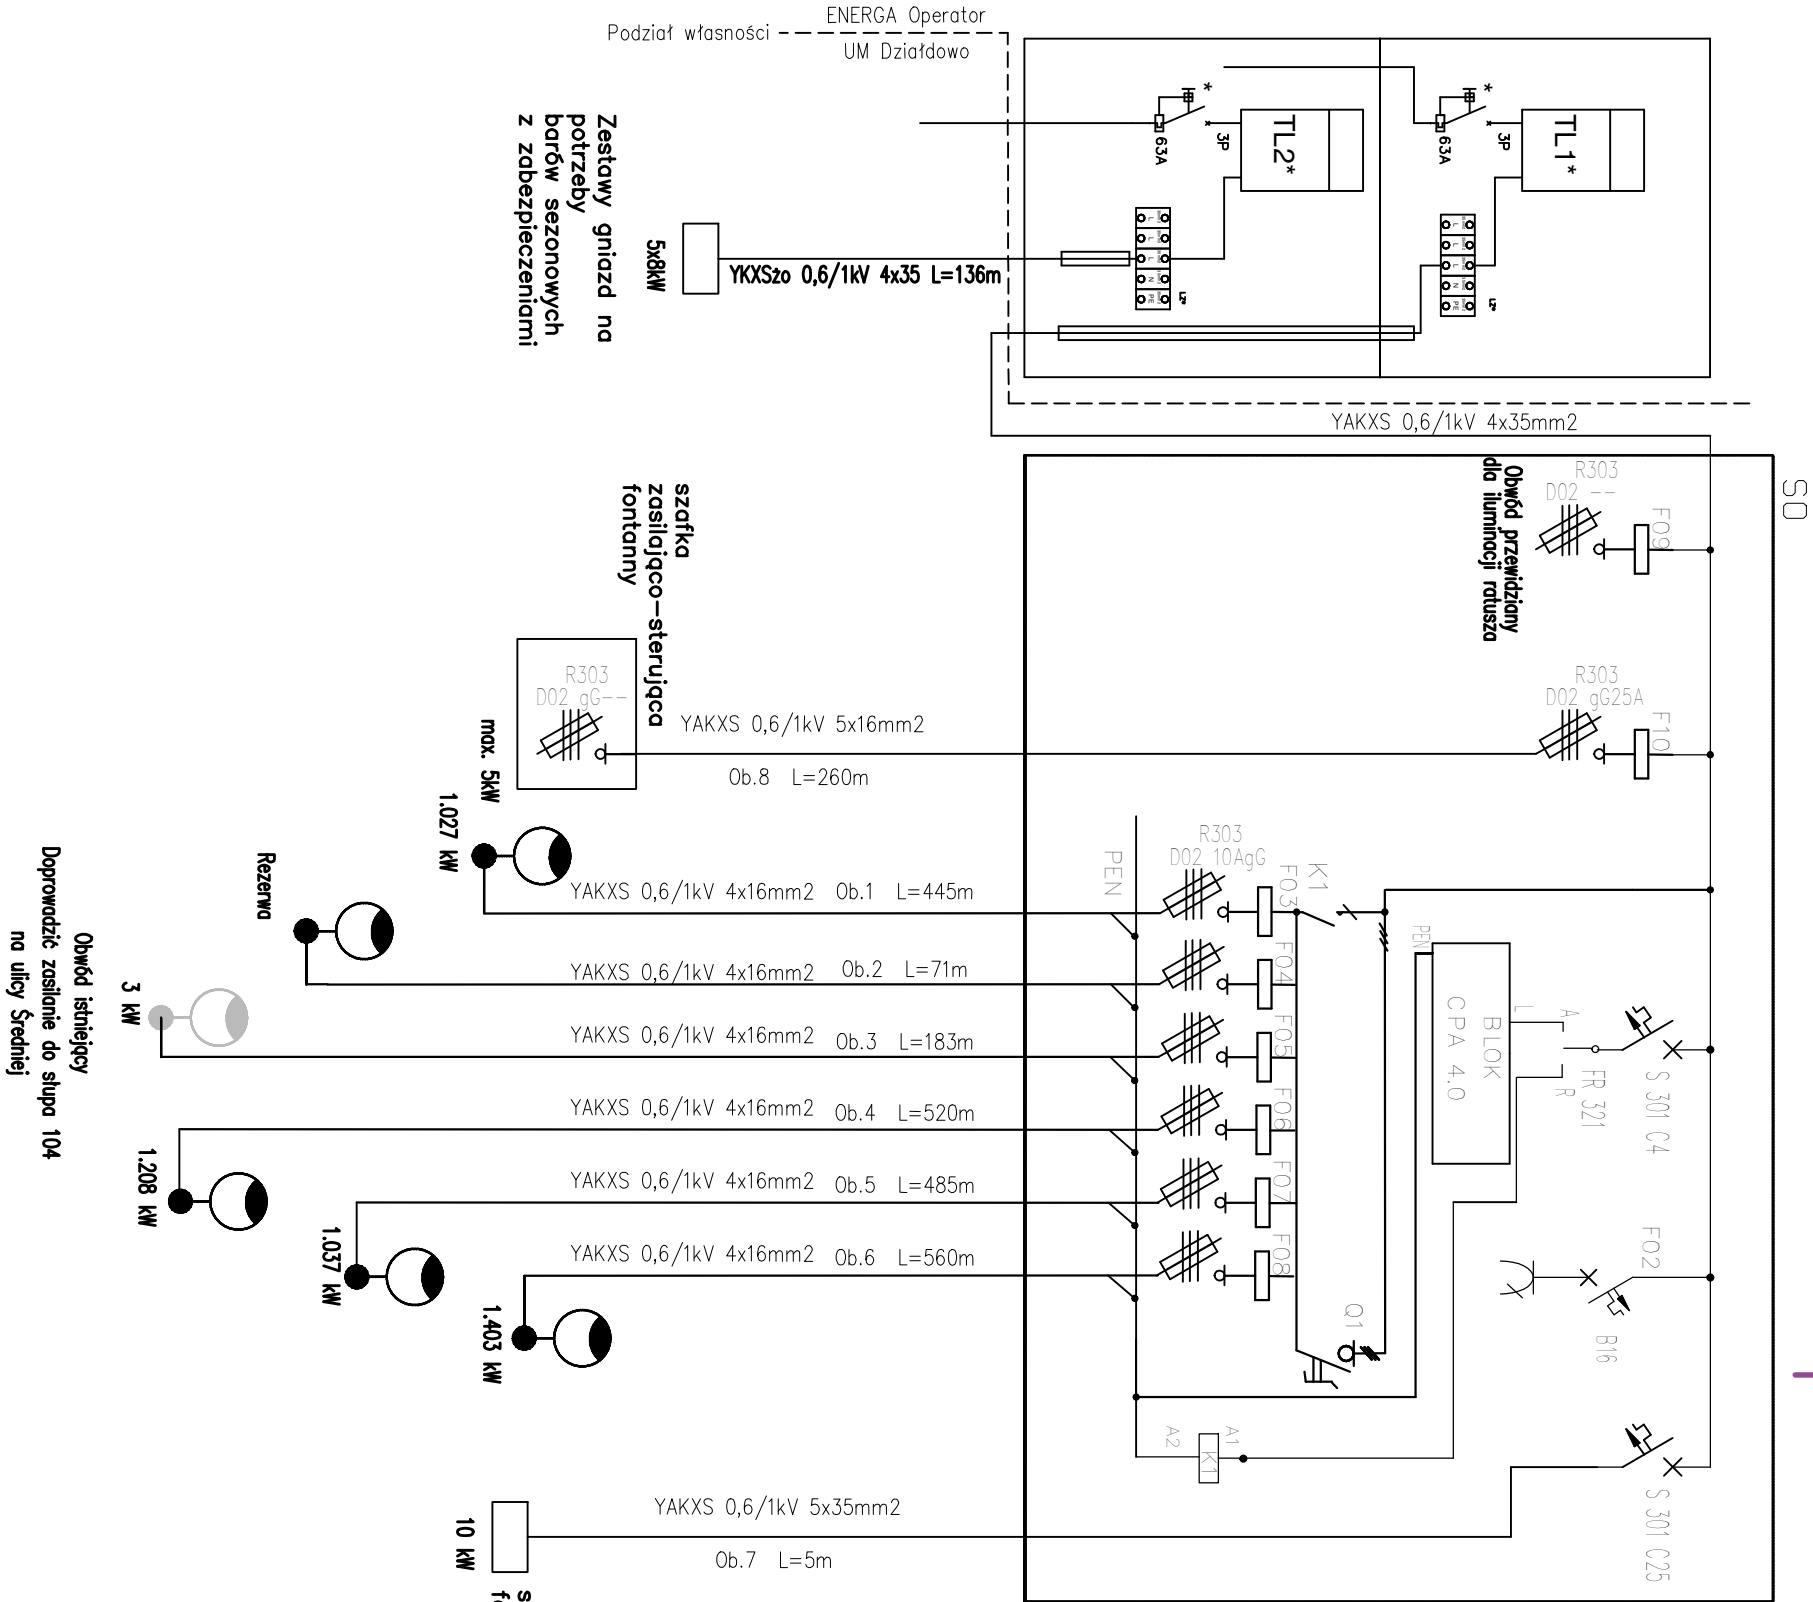 ENERGA Operator
Podział własności
UM Działdowo
Zestawy gniazd na
potrzeby
barów sezonowych
z zabezpieczeniami
5x8kW
YKXSżo 0,6/1kV 4x35 L=136m
*
63A
3P
TL2*
*
63A
3P
TL1*
L
L
L
N
PE
LZ*
L
L
L
N
PE
LZ*
YAKXS 0,6/1kV 4x35mm2
SO
Obwód przewidziany
dla iluminacji ratusza
R303
D02 --
F09
szafka
zasilająco-sterująca
fontanny
R303
D02 gG--
max. 5kW
YAKXS 0,6/1kV 5x16mm2
Ob.8 L=260m
R303
D02 gG25A
F10
1.027 kW
YAKXS 0,6/1kV 4x16mm2 Ob.1 L=445m
PEN
R303
D02 10AgG
F03
K1
Rezerwa
YAKXS 0,6/1kV 4x16mm2 Ob.2 L=71m
F04
PEN
BLOK
CPA 4.0
L
A
R
FR 321
S 301 C4
3 kW
Obwód istniejący
Doprowadzić zasilanie do słupa 104
na ulicy Średniej
YAKXS 0,6/1kV 4x16mm2 Ob.3 L=183m
F05
1.208 kW
YAKXS 0,6/1kV 4x16mm2 Ob.4 L=520m
F06
1.037 kW
YAKXS 0,6/1kV 4x16mm2 Ob.5 L=485m
F07
1.403 kW
YAKXS 0,6/1kV 4x16mm2 Ob.6 L=560m
F08
Q1
F02
B16
A2
K1
A1
S 301 C25
10 kW
YAKXS 0,6/1kV 5x35mm2
Ob.7 L=5m